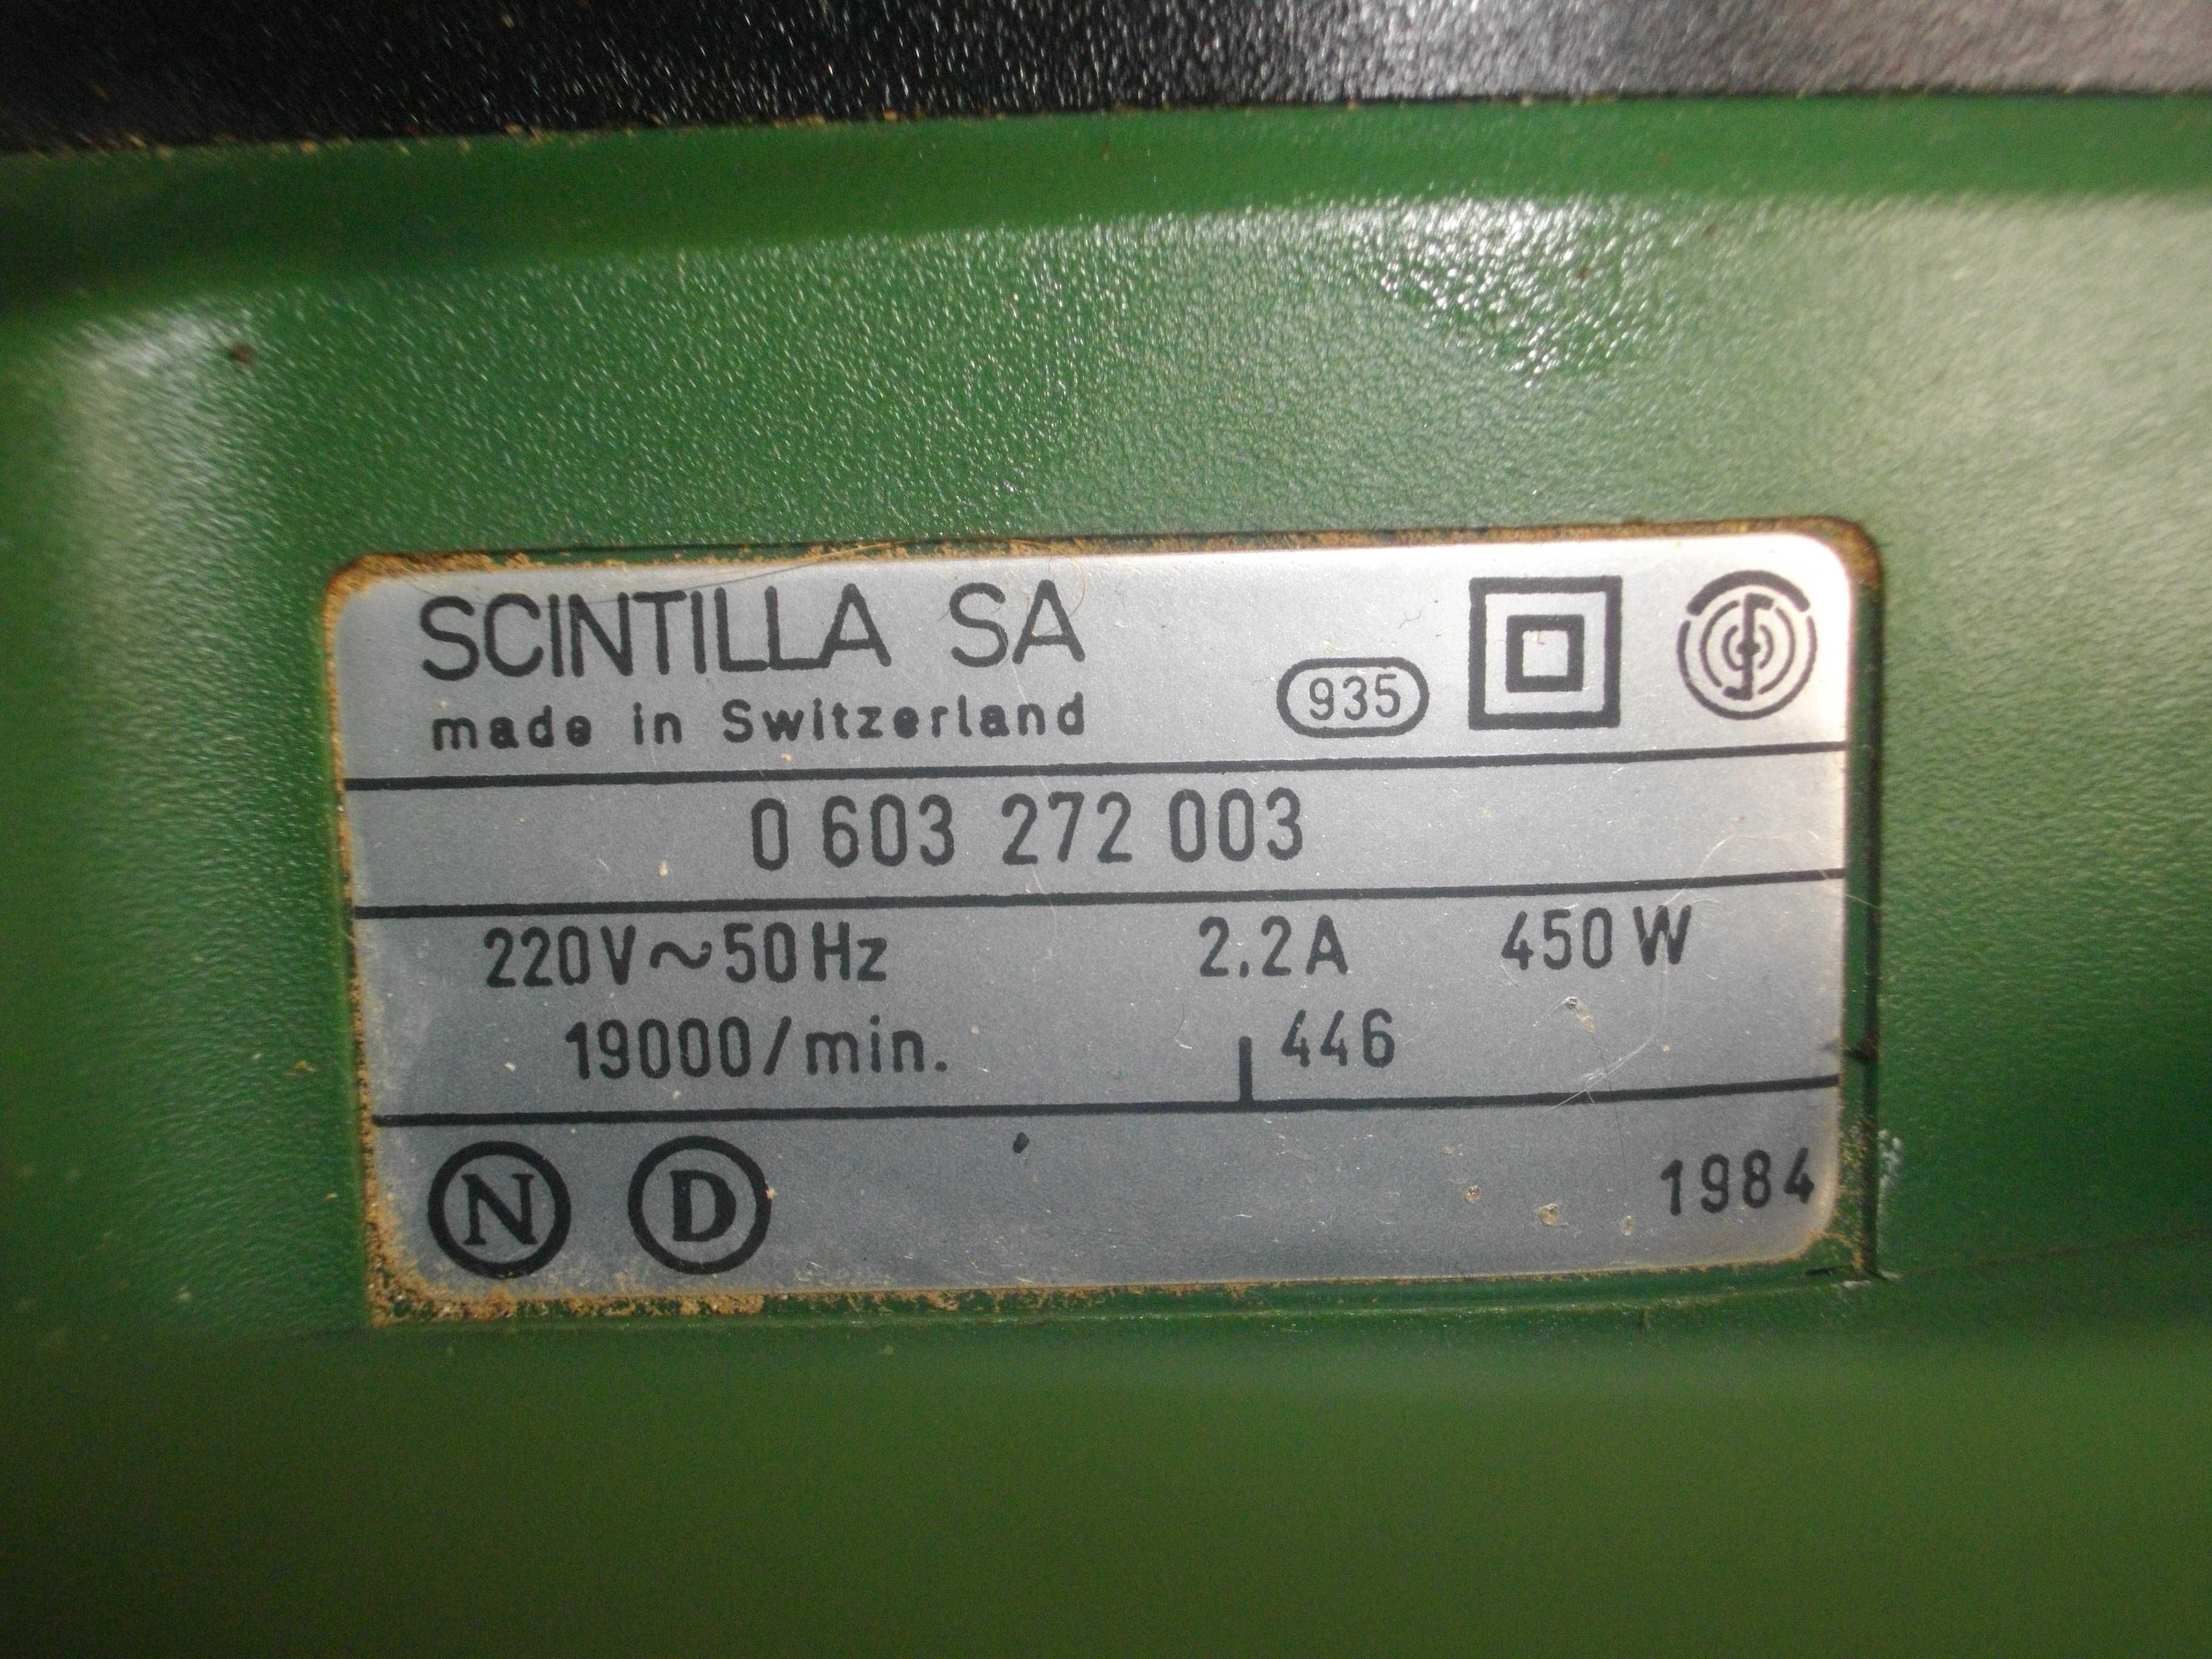 SCINTILLA SA
made in Switzerland
935
0 603 272 003
220V~50Hz 2.2A 450W
19000/min. 446
N D
1984